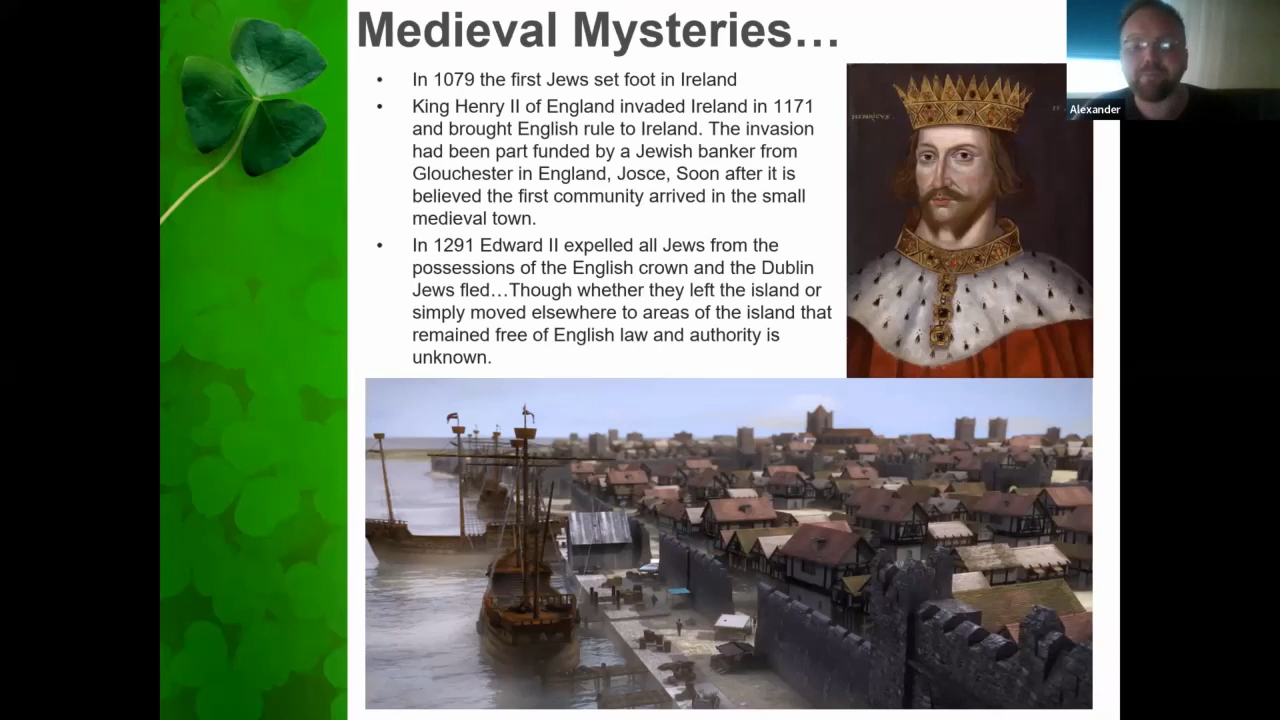 Medieval Mysteries…
• In 1079 the first Jews set foot in Ireland
• King Henry II of England invaded Ireland in 1171
and brought English rule to Ireland. The invasion
had been part funded by a Jewish banker from
Glouchester in England, Josce, Soon after it is
believed the first community arrived in the small
medieval town.
• In 1291 Edward II expelled all Jews from the
possessions of the English crown and the Dublin
Jews fled…Though whether they left the island or
simply moved elsewhere to areas of the island that
remained free of English law and authority is
unknown.
Alexander